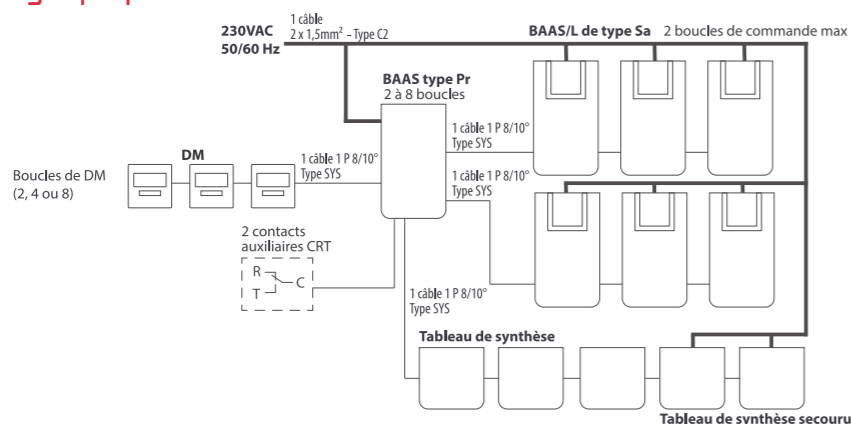 230VAC
50/60 Hz
1 câble
2 x 1,5mm² - Type C2
BAAS/L de type Sa 2 boucles de commande max
BAAS type Pr
2 à 8 boucles
1 câble 1 P 8/10°
Type SYS
DM
1 câble 1 P 8/10°
Type SYS
Boucles de DM
(2, 4 ou 8)
1 câble 1 P 8/10°
Type SYS
2 contacts
auxiliaires CRT
R
C
T
1 câble 1 P 8/10°
Type SYS
Tableau de synthèse
Tableau de synthèse secouru